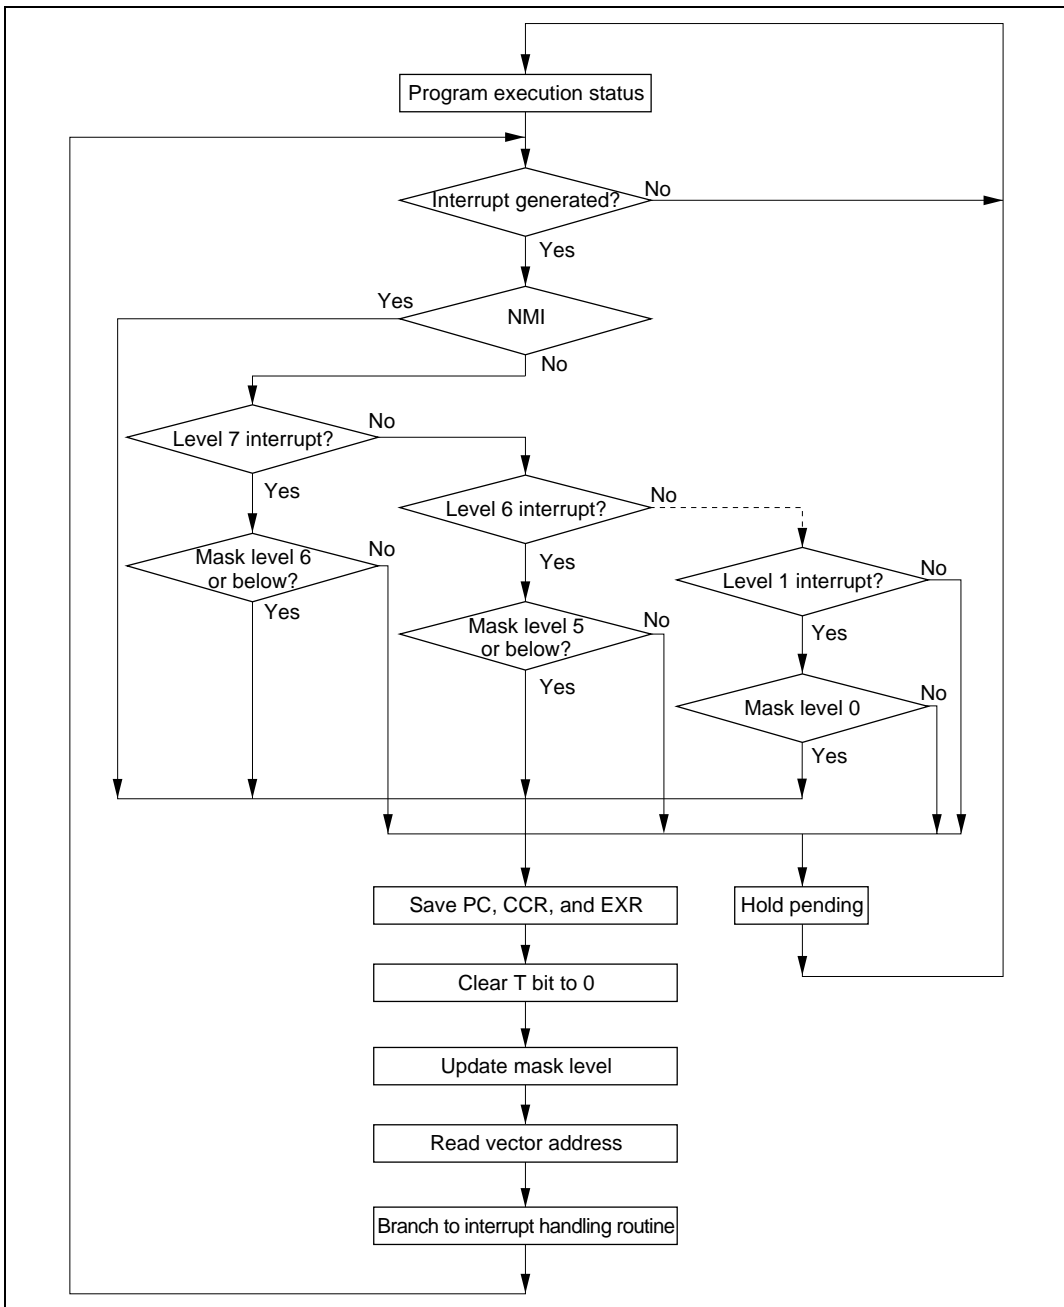 Program execution status
Interrupt generated?
No
Yes
Yes
NMI
No
Level 7 interrupt?
No
Yes
Level 6 interrupt?
No
Yes
Mask level 6
or below?
No
Yes
Level 1 interrupt?
No
Yes
Mask level 5
or below?
No
Yes
Mask level 0
No
Yes
Save PC, CCR, and EXR
Hold pending
Clear T bit to 0
Update mask level
Read vector address
Branch to interrupt handling routine